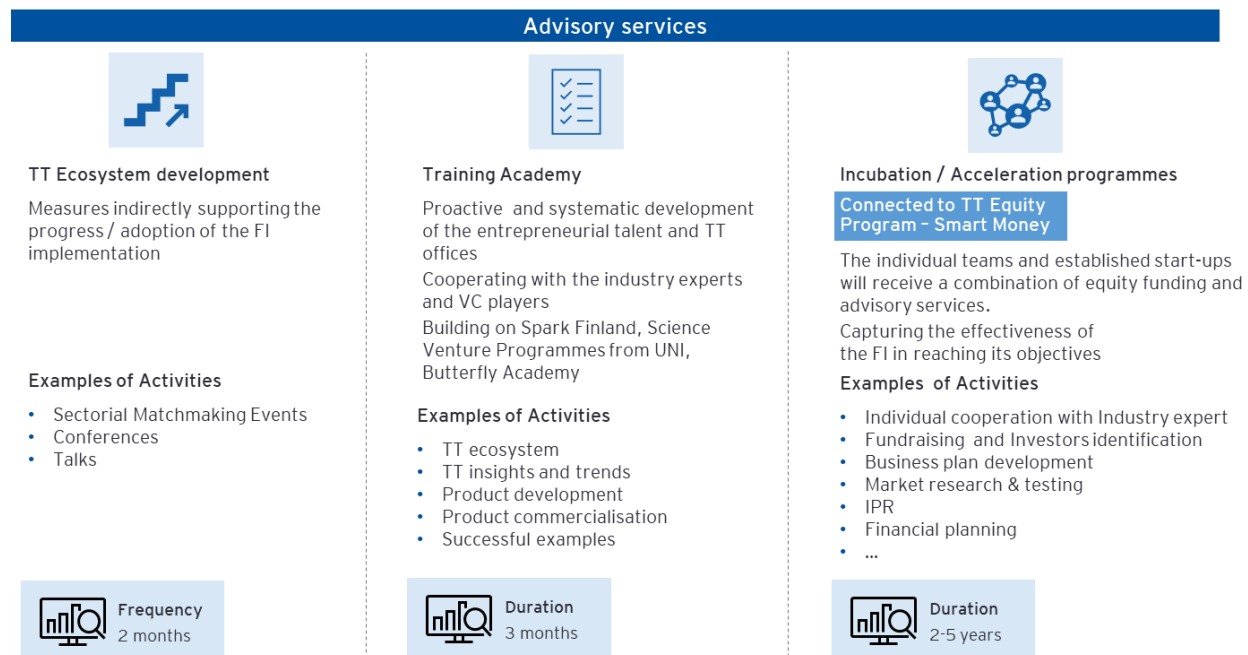 Advisory services
TT Ecosystem development
Measures indirectly supporting the
progress / adoption of the FI
implementation
Examples of Activities
• Sectorial Matchmaking Events
• Conferences
• Talks
Frequency
2 months
Training Academy
Proactive and systematic development
of the entrepreneurial talent and TT
offices
Cooperating with the industry experts
and VC players
Building on Spark Finland, Science
Venture Programmes from UNI,
Butterfly Academy
Examples of Activities
• TT ecosystem
• TT insights and trends
• Product development
• Product commercialisation
• Successful examples
Duration
3 months
Incubation / Acceleration programmes
Connected to TT Equity
Program – Smart Money
The individual teams and established start-ups
will receive a combination of equity funding and
advisory services.
Capturing the effectiveness of
the FI in reaching its objectives
Examples of Activities
• Individual cooperation with Industry expert
• Fundraising and Investors identification
• Business plan development
• Market research & testing
• IPR
• Financial planning
• ...
Duration
2-5 years